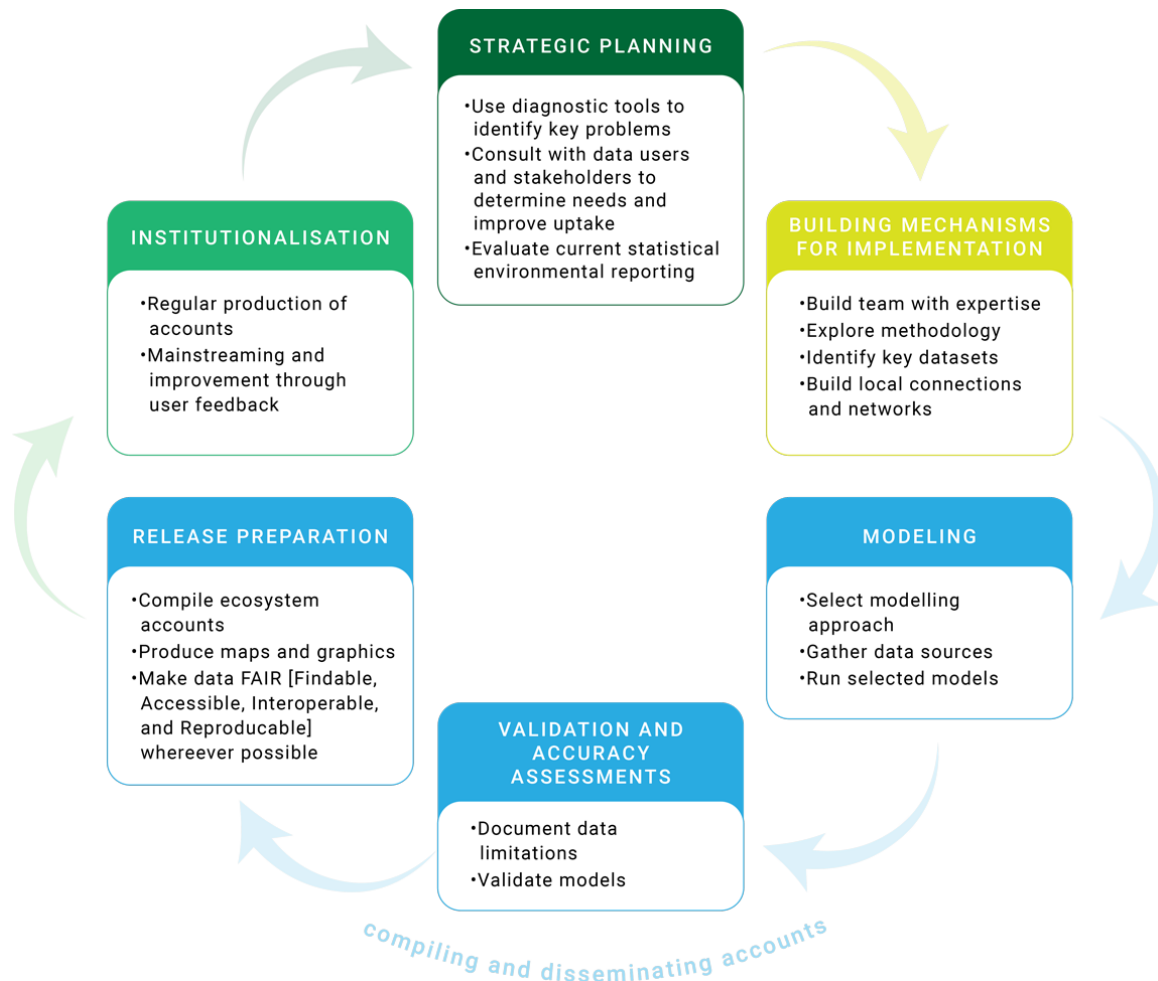 STRATEGIC PLANNING
•Use diagnostic tools to
identify key problems
•Consult with data users
and stakeholders to
determine needs and
improve uptake
•Evaluate current statistical
environmental reporting
BUILDING MECHANISMS
FOR IMPLEMENTATION
•Build team with expertise
•Explore methodology
•Identify key datasets
•Build local connections
and networks
MODELING
•Select modelling
approach
•Gather data sources
•Run selected models
VALIDATION AND
ACCURACY
ASSESSMENTS
•Document data
limitations
•Validate models
RELEASE PREPARATION
•Compile ecosystem
accounts
•Produce maps and graphics
•Make data FAIR [Findable,
Accessible, Interoperable,
and Reproducable]
whereever possible
INSTITUTIONALISATION
•Regular production of
accounts
•Mainstreaming and
improvement through
user feedback
compiling and disseminating accounts